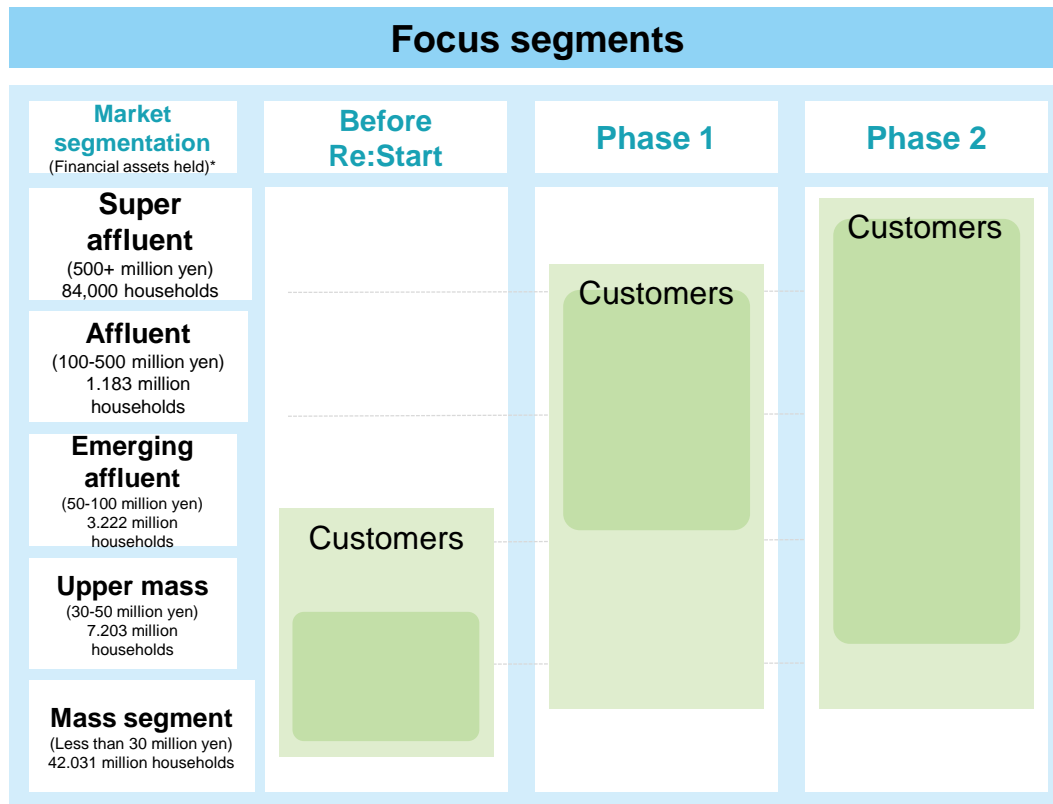 Focus segments
Market
segmentation
(Financial assets held)*
Before
Re:Start
Phase 1
Phase 2
Super
affluent
(500+ million yen)
84,000 households
Affluent
(100-500 million yen)
1.183 million
households
Emerging
affluent
(50-100 million yen)
3.222 million
households
Upper mass
(30-50 million yen)
7.203 million
households
Mass segment
(Less than 30 million yen)
42.031 million households
Customers
Customers
Customers